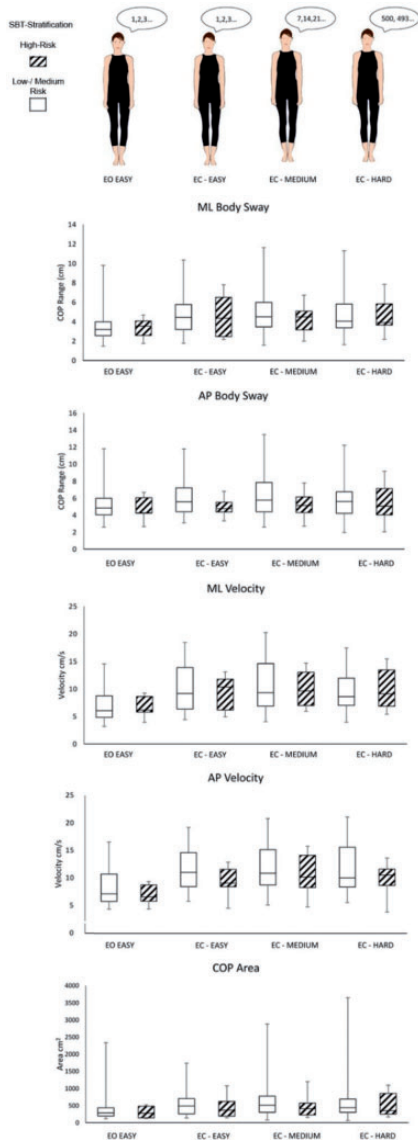 SBT-Stratification
High-Risk
Low-/ Medium
Risk
1,2,3...
1,2,3...
7,14,21...
500, 493...
EO EASY
EC - EASY
EC - MEDIUM
EC - HARD
ML Body Sway
COP Range (cm)
14
12
10
8
6
4
2
0
EO EASY
EC - EASY
EC - MEDIUM
EC - HARD
AP Body Sway
COP Range (cm)
16
14
12
10
8
6
4
2
0
EO EASY
EC - EASY
EC - MEDIUM
EC - HARD
ML Velocity
Velocity cm/s
25
20
15
10
5
0
EO EASY
EC - EASY
EC - MEDIUM
EC - HARD
AP Velocity
Velocity cm/s
25
20
15
10
5
0
EO EASY
EC - EASY
EC - MEDIUM
EC - HARD
COP Area
Area cm²
4000
3500
3000
2500
2000
1500
1000
500
0
EO EASY
EC - EASY
EC - MEDIUM
EC - HARD